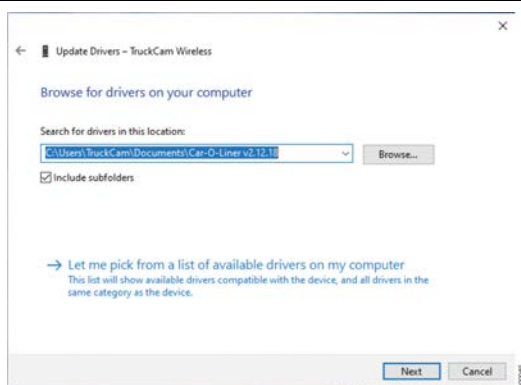 Update Drivers – TruckCam Wireless
Browse for drivers on your computer
Search for drivers in this location:
C:\Users\TruckCam\Documents\Car-O-Liner v2.12.18
Browse...
Include subfolders
Let me pick from a list of available drivers on my computer
This list will show available drivers compatible with the device, and all drivers in the
same category as the device.
Next
Cancel